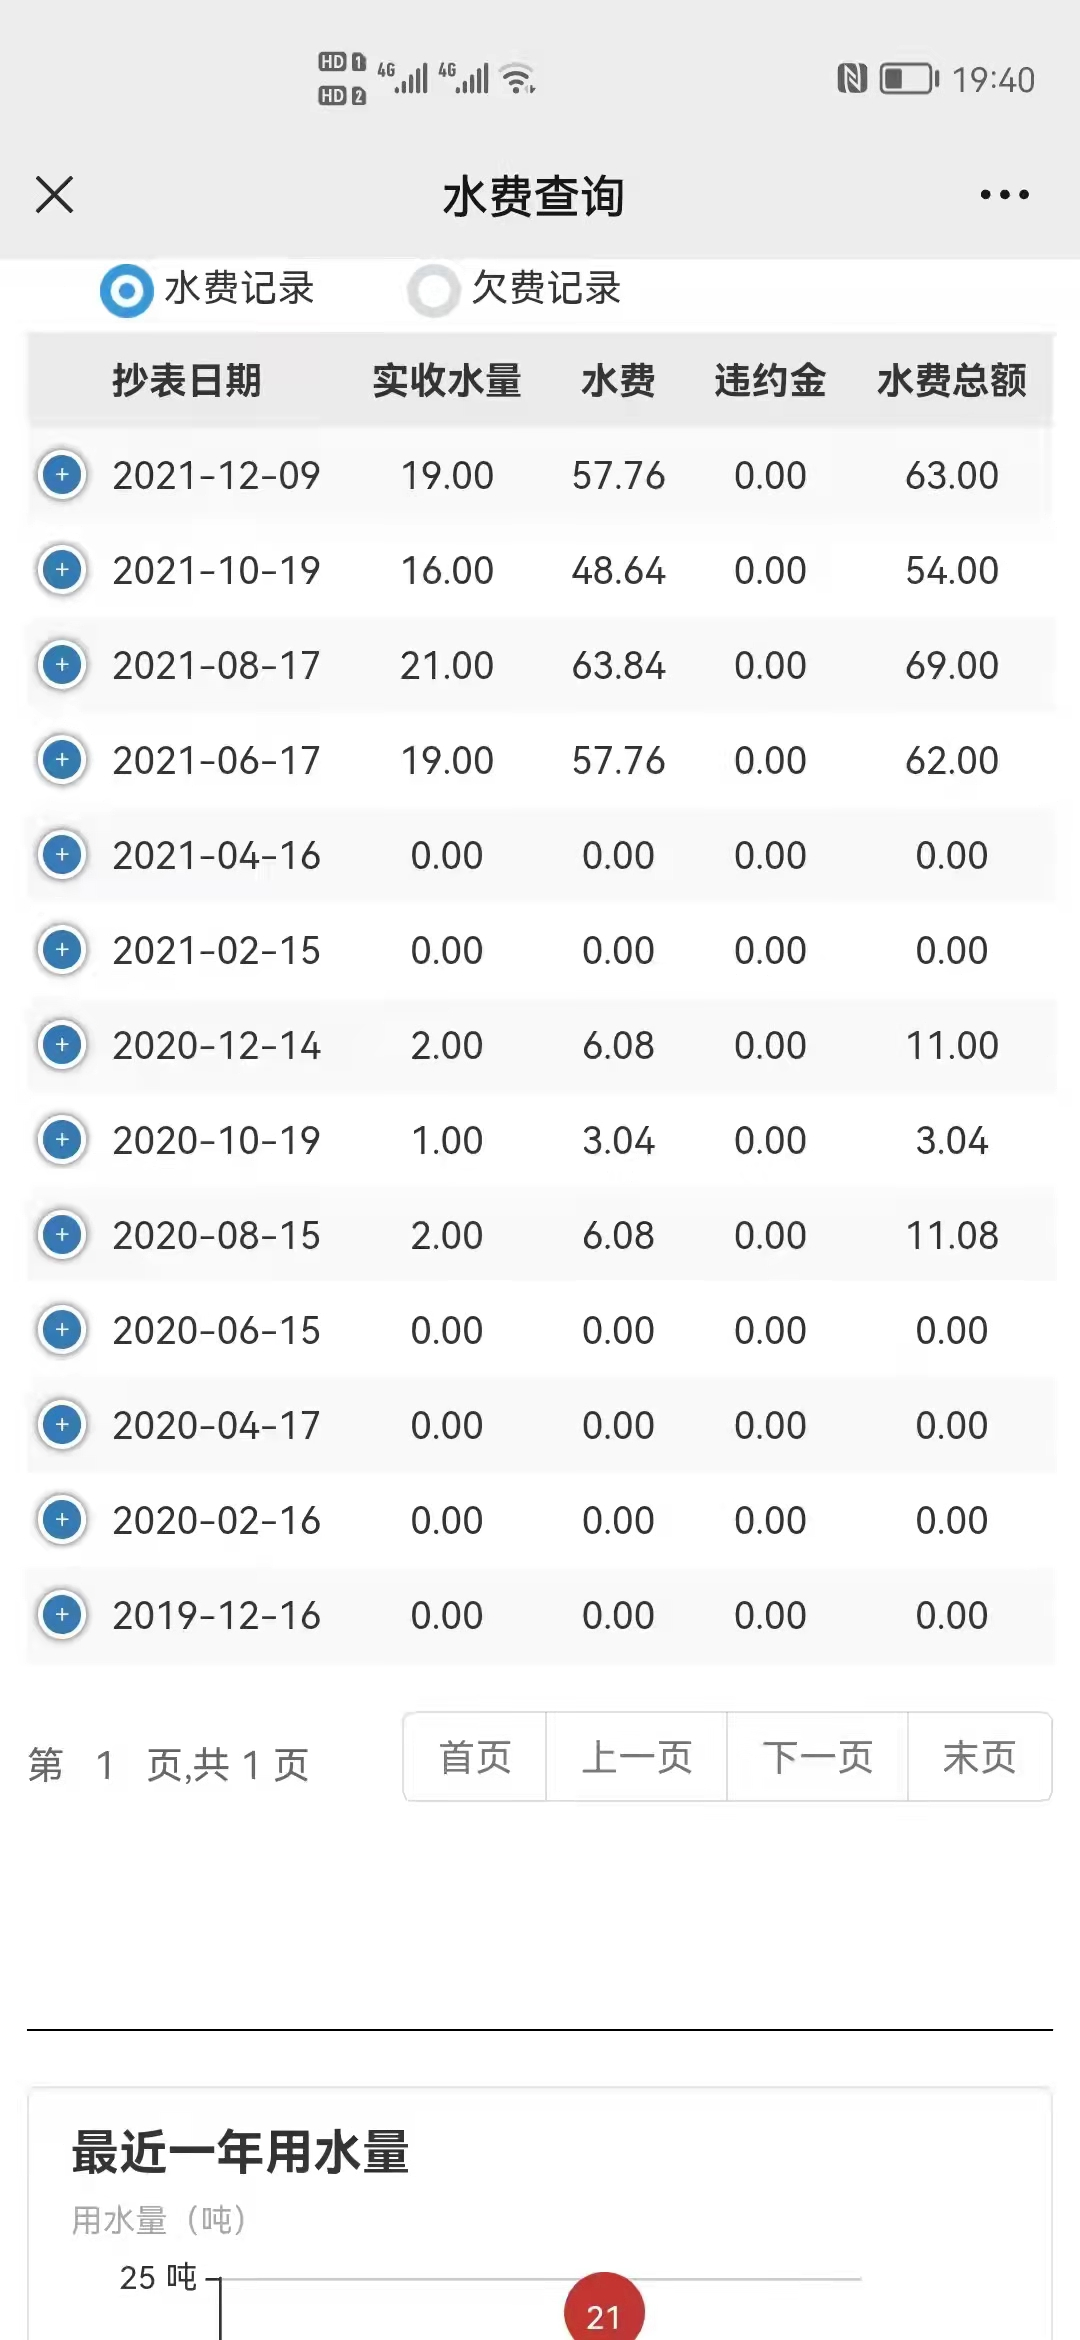 HD 1 4G 4G 19:40
HD 2
水费查询
水费记录 欠费记录
抄表日期 实收水量 水费 违约金 水费总额
2021-12-09 19.00 57.76 0.00 63.00
2021-10-19 16.00 48.64 0.00 54.00
2021-08-17 21.00 63.84 0.00 69.00
2021-06-17 19.00 57.76 0.00 62.00
2021-04-16 0.00 0.00 0.00 0.00
2021-02-15 0.00 0.00 0.00 0.00
2020-12-14 2.00 6.08 0.00 11.00
2020-10-19 1.00 3.04 0.00 3.04
2020-08-15 2.00 6.08 0.00 11.08
2020-06-15 0.00 0.00 0.00 0.00
2020-04-17 0.00 0.00 0.00 0.00
2020-02-16 0.00 0.00 0.00 0.00
2019-12-16 0.00 0.00 0.00 0.00
第 1 页,共 1 页 首页 上一页 下一页 末页
最近一年用水量
用水量（吨）
25 吨
21